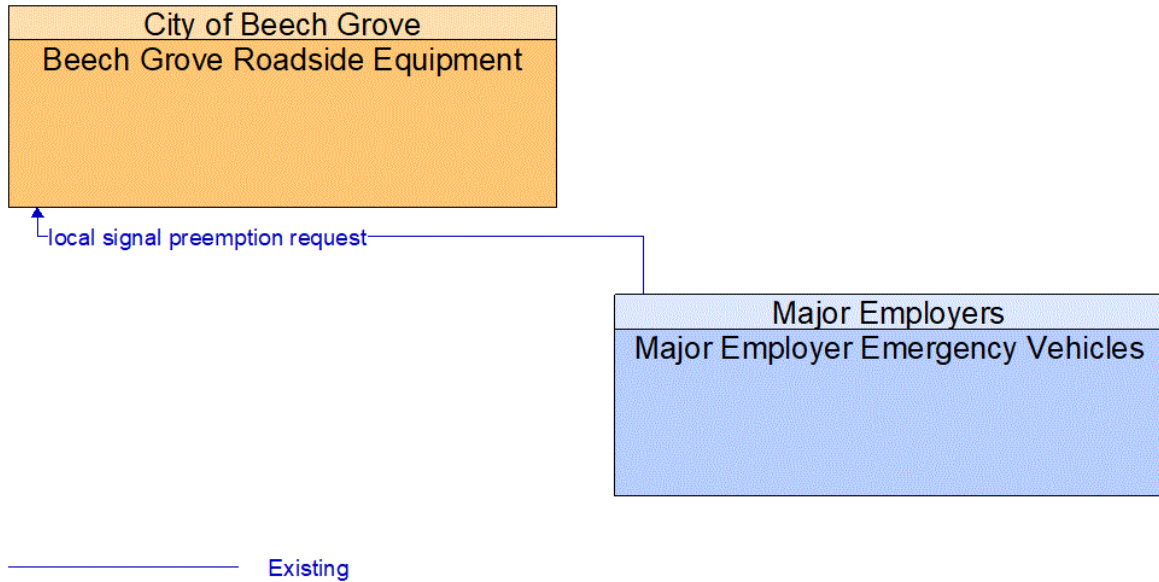 City of Beech Grove
Beech Grove Roadside Equipment
local signal preemption request
Major Employers
Major Employer Emergency Vehicles
Existing